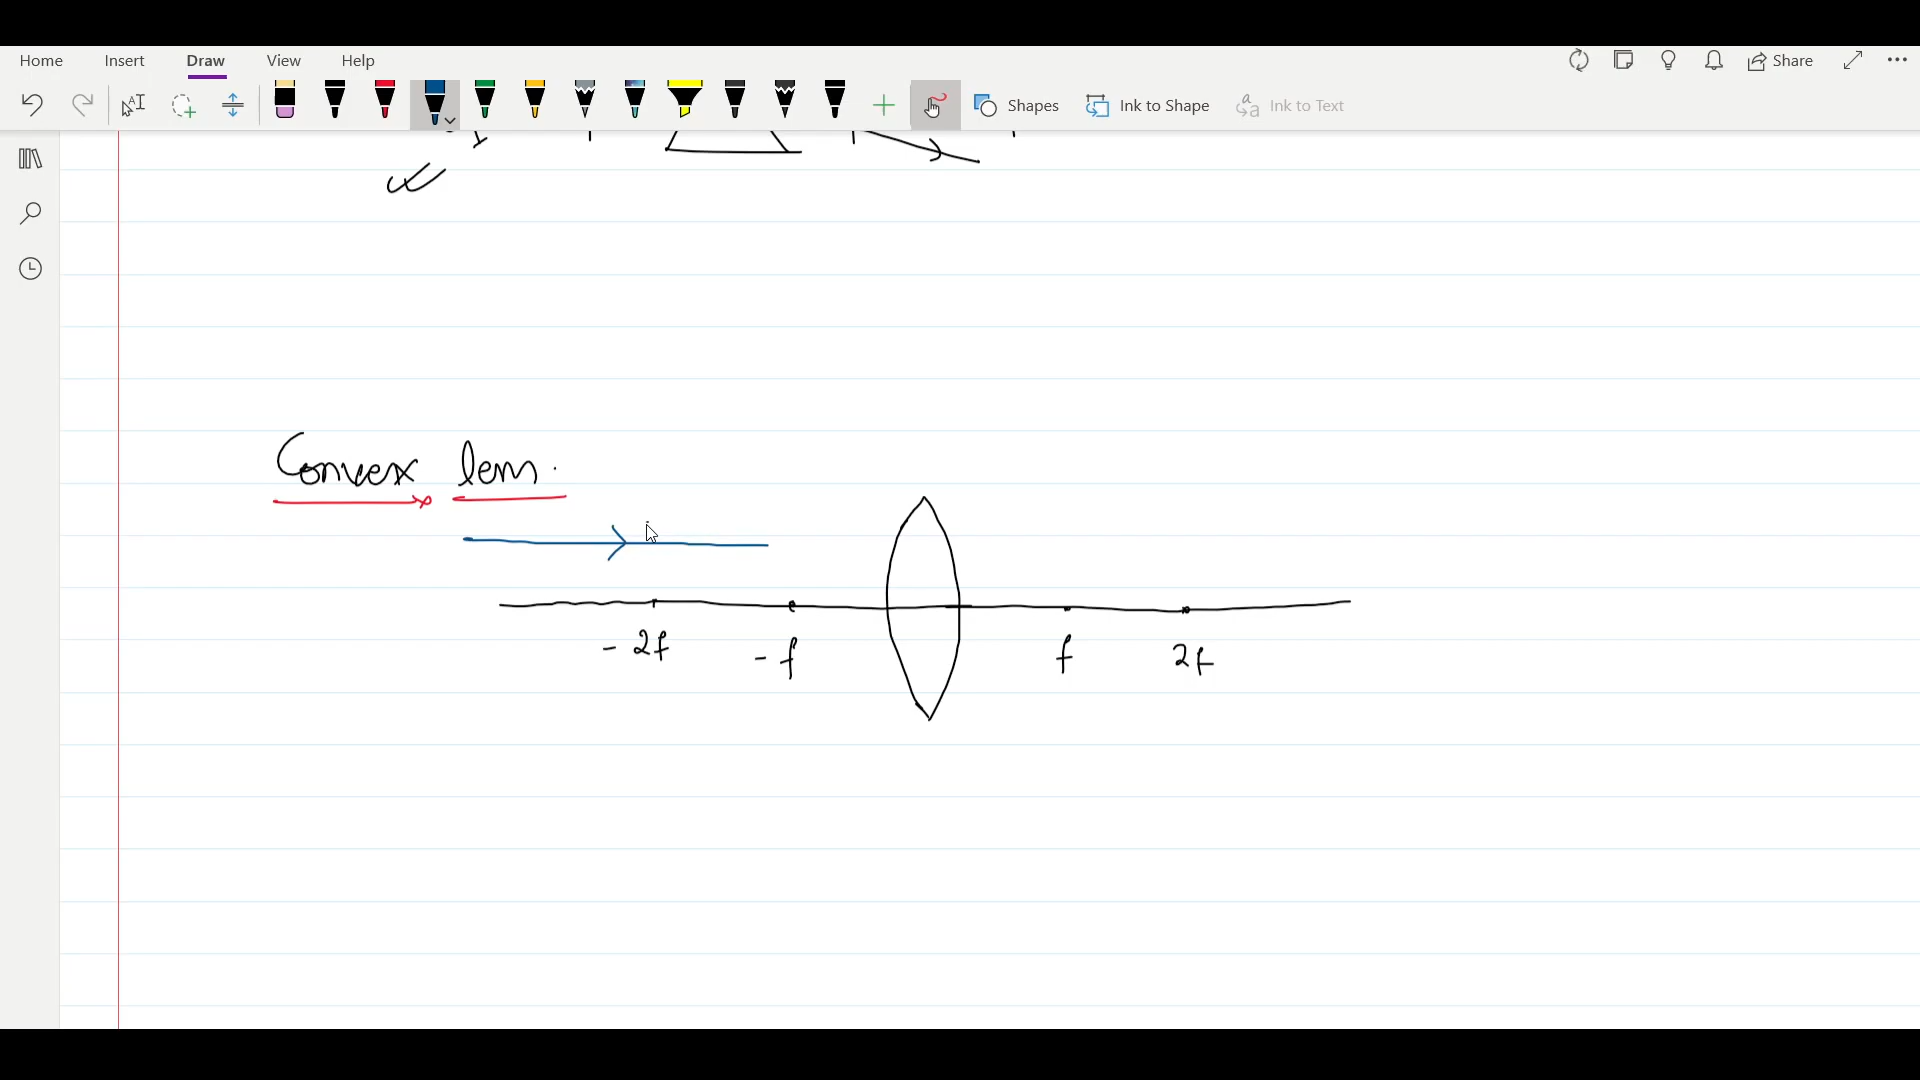 Home Insert Draw View Help Share
Shapes Ink to Shape Ink to Text
Convex lens.
- 2f - f f 2f